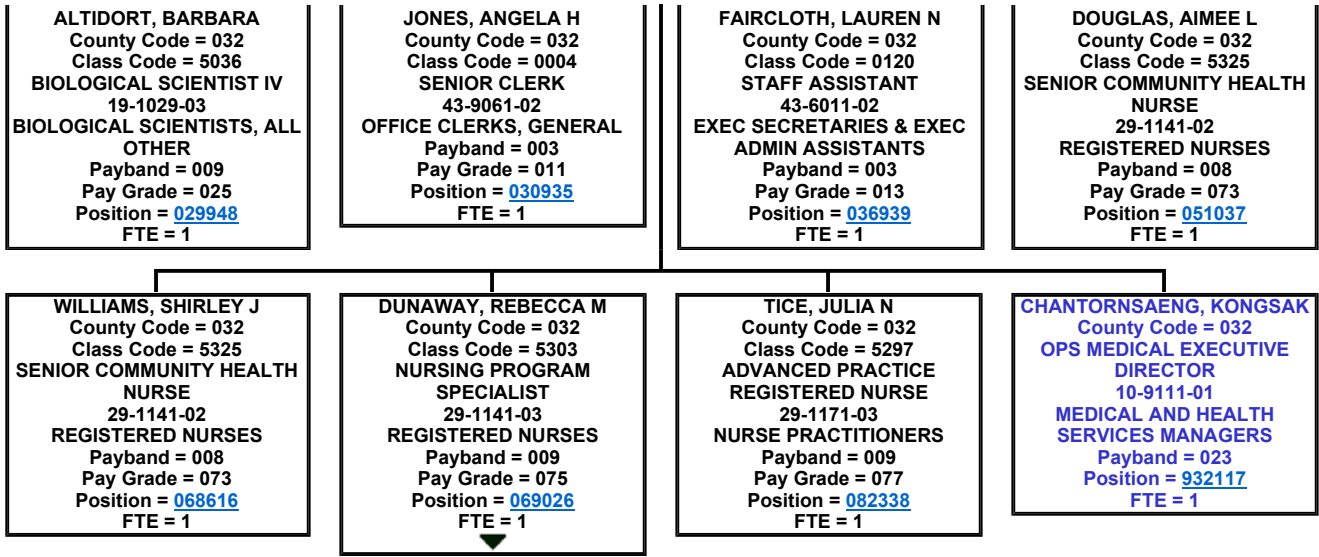 ALTIDORT, BARBARA
County Code = 032
Class Code = 5036
BIOLOGICAL SCIENTIST IV
19-1029-03
BIOLOGICAL SCIENTISTS, ALL
OTHER
Payband = 009
Pay Grade = 025
Position = 029948
FTE = 1
JONES, ANGELA H
County Code = 032
Class Code = 0004
SENIOR CLERK
43-9061-02
OFFICE CLERKS, GENERAL
Payband = 003
Pay Grade = 011
Position = 030935
FTE = 1
FAIRCLOTH, LAUREN N
County Code = 032
Class Code = 0120
STAFF ASSISTANT
43-6011-02
EXEC SECRETARIES & EXEC
ADMIN ASSISTANTS
Payband = 003
Pay Grade = 013
Position = 036939
FTE = 1
DOUGLAS, AIMEE L
County Code = 032
Class Code = 5325
SENIOR COMMUNITY HEALTH
NURSE
29-1141-02
REGISTERED NURSES
Payband = 008
Pay Grade = 073
Position = 051037
FTE = 1
WILLIAMS, SHIRLEY J
County Code = 032
Class Code = 5325
SENIOR COMMUNITY HEALTH
NURSE
29-1141-02
REGISTERED NURSES
Payband = 008
Pay Grade = 073
Position = 068616
FTE = 1
DUNAWAY, REBECCA M
County Code = 032
Class Code = 5303
NURSING PROGRAM
SPECIALIST
29-1141-03
REGISTERED NURSES
Payband = 009
Pay Grade = 075
Position = 069026
FTE = 1
TICE, JULIA N
County Code = 032
Class Code = 5297
ADVANCED PRACTICE
REGISTERED NURSE
29-1171-03
NURSE PRACTITIONERS
Payband = 009
Pay Grade = 077
Position = 082338
FTE = 1
CHANTORNSAENG, KONGSAK
County Code = 032
OPS MEDICAL EXECUTIVE
DIRECTOR
10-9111-01
MEDICAL AND HEALTH
SERVICES MANAGERS
Payband = 023
Position = 932117
FTE = 1